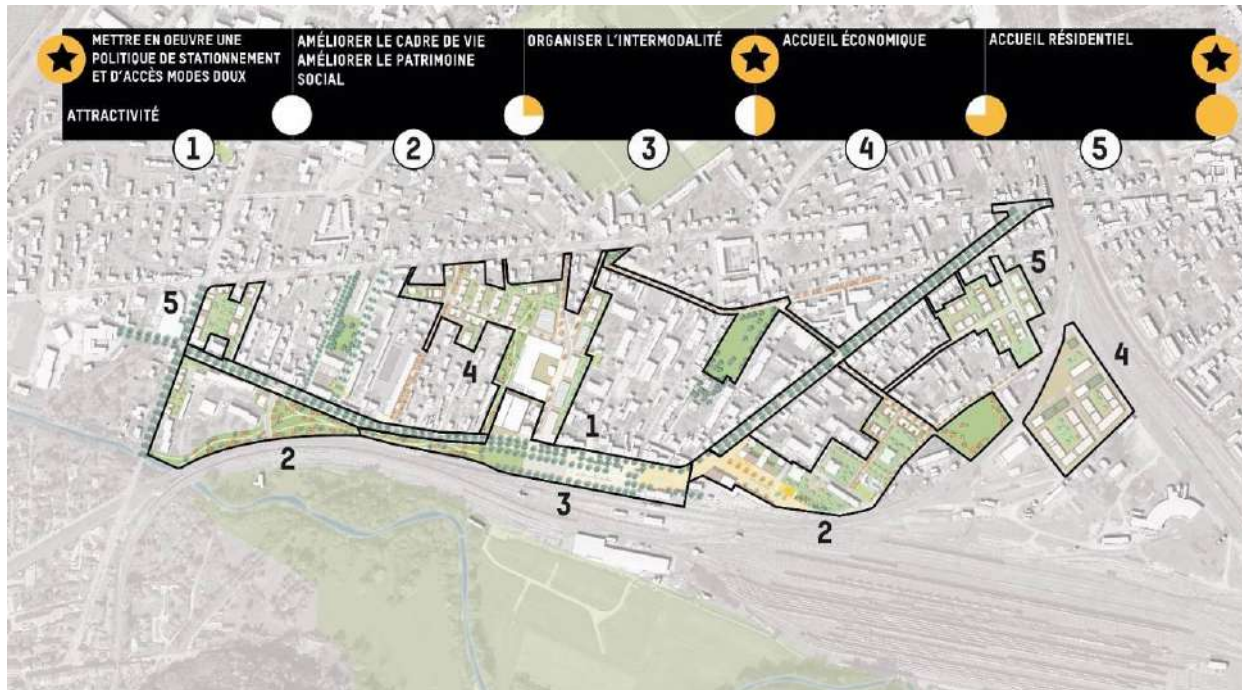 METTRE EN OEUVRE UNE
POLITIQUE DE STATIONNEMENT
ET D'ACCÈS MODES DOUX
AMÉLIORER LE CADRE DE VIE
AMÉLIORER LE PATRIMOINE
SOCIAL
ORGANISER L'INTERMODALITÉ
ACCUEIL ÉCONOMIQUE
ACCUEIL RÉSIDENTIEL
ATTRACTIVITÉ
1
2
3
4
5
5
5
4
4
1
2
3
2